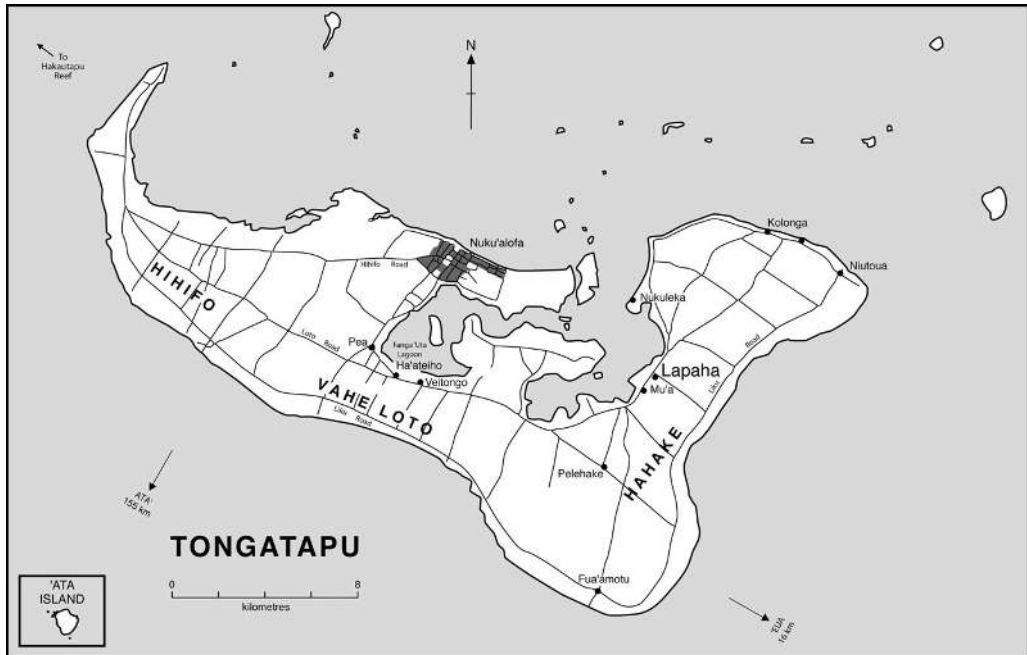 To
Hakautapu
Reef
N
Kolonga
Nuku'alofa
Niutoua
Hihifo Road
HIHIFO
Nukuleka
Loto Road
Pea
Fanga 'Uta
Lagoon
Ha'ateiho
Veitongo
Lapaha
Mu'a
Liku Road
VAHE LOTO
Liku Road
HAHAKE
Pelehake
ATA'
155 km
TONGATAPU
0 8
kilometres
Fua'amotu
'EUA
16 km
'ATA
ISLAND